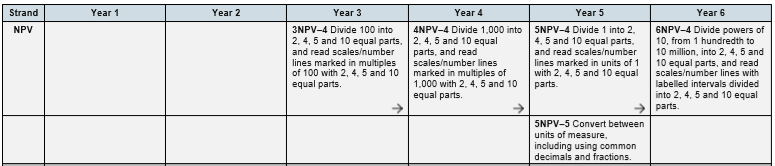 Strand Year 1 Year 2 Year 3 Year 4 Year 5 Year 6
NPV
3NPV–4 Divide 100 into
2, 4, 5 and 10 equal parts,
and read scales/number
lines marked in multiples
of 100 with 2, 4, 5 and 10
equal parts.
4NPV–4 Divide 1,000 into
2, 4, 5 and 10 equal
parts, and read
scales/number lines
marked in multiples of
1,000 with 2, 4, 5 and 10
equal parts.
5NPV–4 Divide 1 into 2,
4, 5 and 10 equal parts,
and read scales/number
lines marked in units of 1
with 2, 4, 5 and 10 equal
parts.
6NPV–4 Divide powers of
10, from 1 hundredth to
10 million, into 2, 4, 5 and
10 equal parts, and read
scales/number lines with
labelled intervals divided
into 2, 4, 5 and 10 equal
parts.
5NPV–5 Convert between
units of measure,
including using common
decimals and fractions.